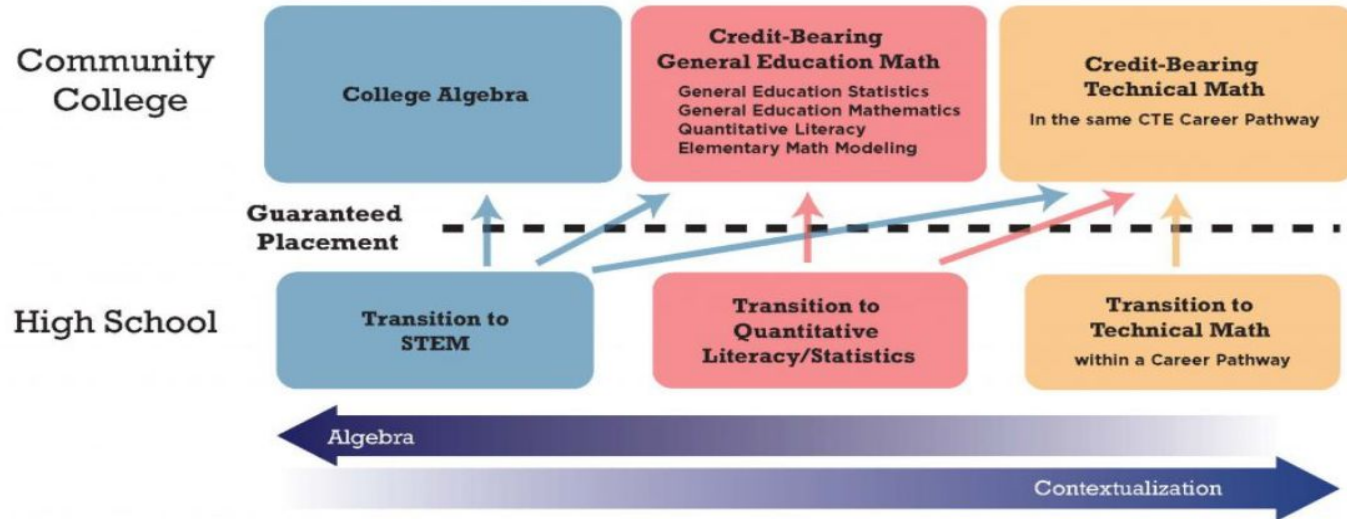 Community
College
College Algebra
Credit-Bearing
General Education Math
General Education Statistics
General Education Mathematics
Quantitative Literacy
Elementary Math Modeling
Credit-Bearing
Technical Math
In the same CTE Career Pathway
Guaranteed
Placement
High School
Transition to
STEM
Transition to
Quantitative
Literacy/Statistics
Transition to
Technical Math
within a Career Pathway
Algebra
Contextualization